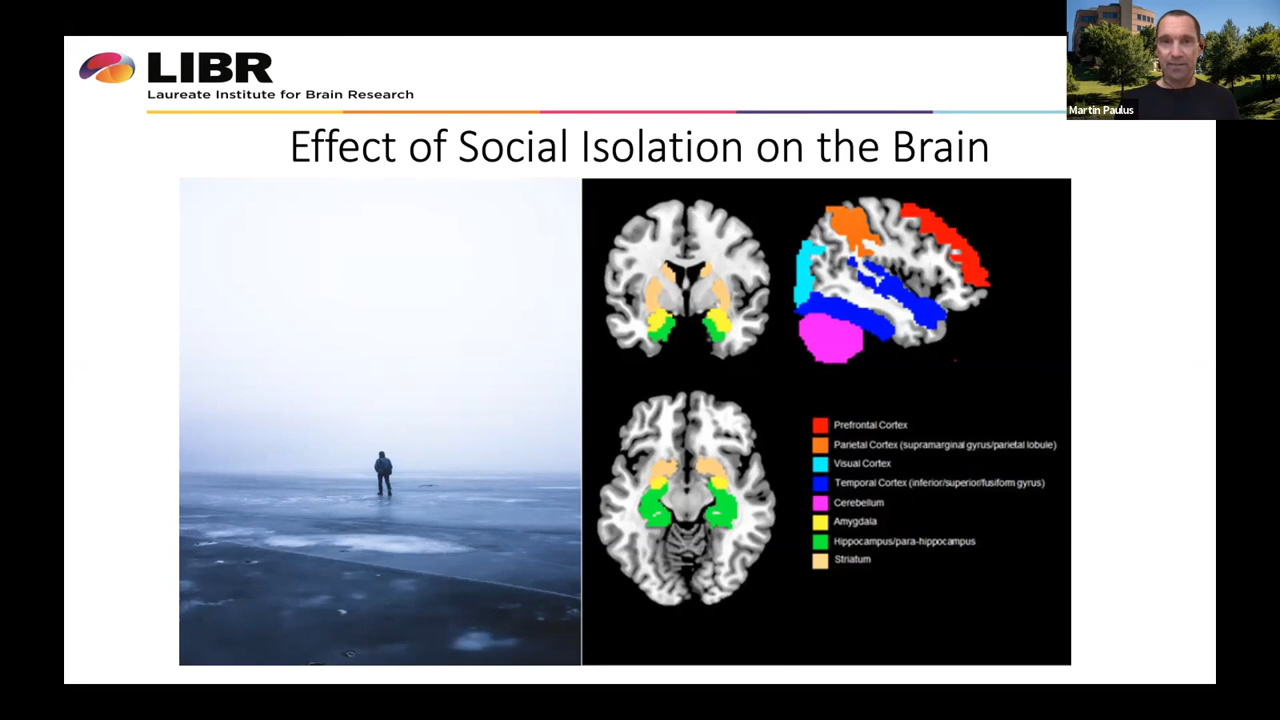 LIBR
Laureate Institute for Brain Research
Martin Paulus
Effect of Social Isolation on the Brain
Prefrontal Cortex
Parietal Cortex (supramarginal gyrus/parietal lobule)
Visual Cortex
Temporal Cortex (inferior/superior/fusiform gyrus)
Cerebellum
Amygdala
Hippocampus/para-hippocampus
Striatum